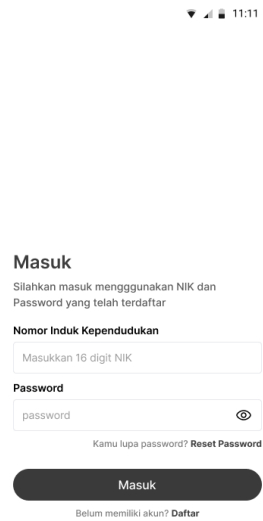 11:11
Masuk
Silahkan masuk mengggunakan NIK dan
Password yang telah terdaftar
Nomor Induk Kependudukan
Masukkan 16 digit NIK
Password
password
Kamu lupa password? Reset Password
Masuk
Belum memiliki akun? Daftar